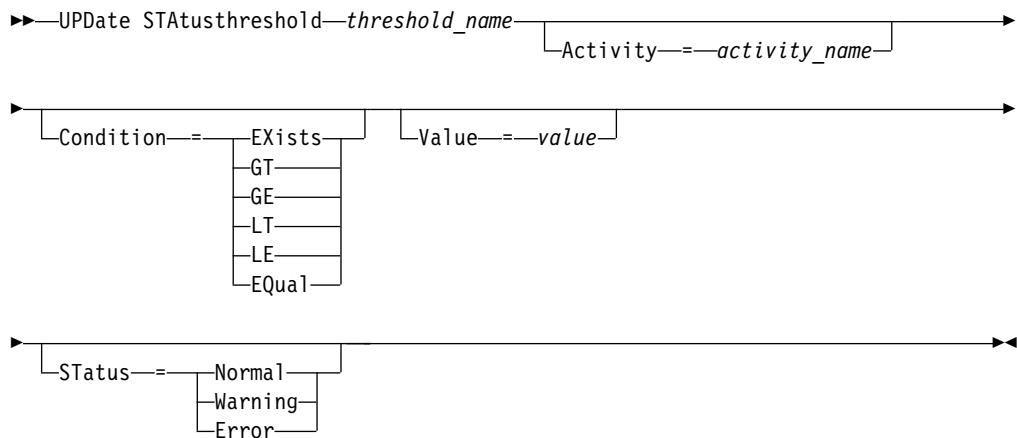 UPDate STAtusthreshold threshold_name
Activity = activity_name
Condition = EXists Value = value
GT
GE
LT
LE
EQual
STatus = Normal
Warning
Error